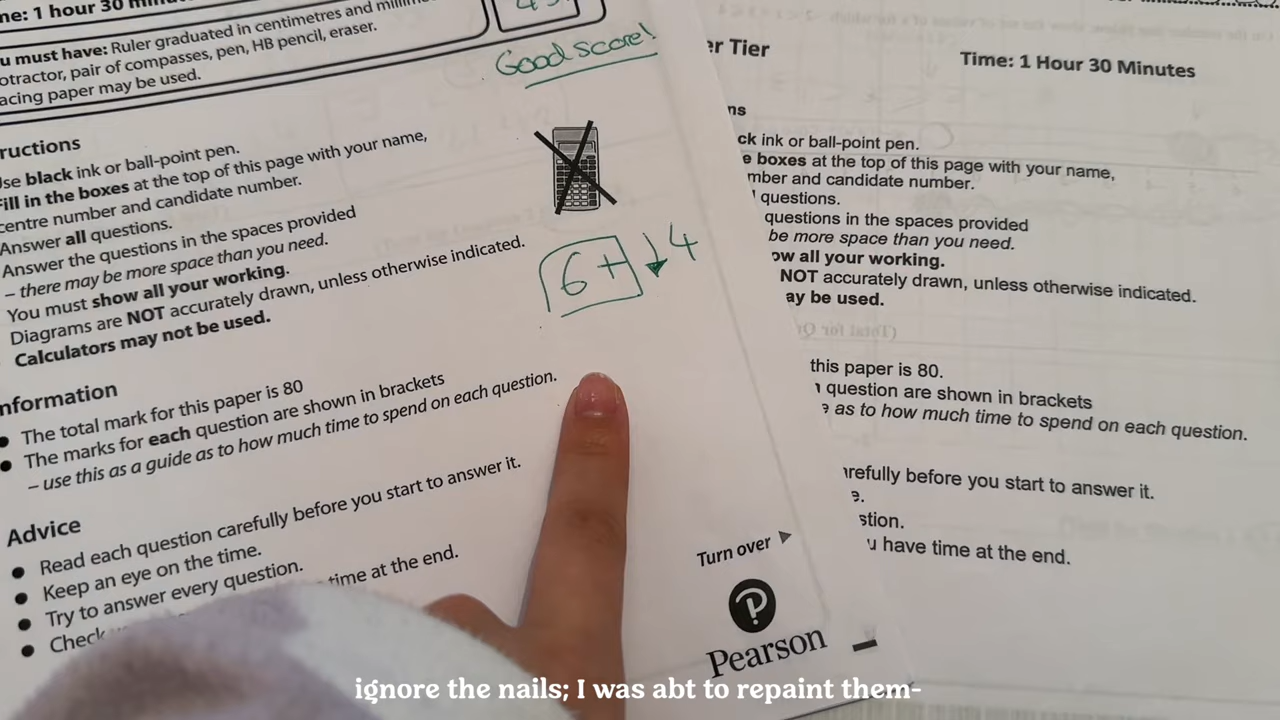 me: 1 hour 30
u must have: Ruler graduated in centimetres and
otractor, pair of compasses, pen, HB pencil, eraser.
acing paper may be used.
Good score!
ructions
Use black ink or ball-point pen.
Fill in the boxes at the top of this page with your name,
centre number and candidate number.
Answer all questions.
Answer the questions in the spaces provided
– there may be more space than you need.
You must show all your working.
Diagrams are NOT accurately drawn, unless otherwise indicated.
Calculators may not be used.
6+ ↓4
nformation
● The total mark for this paper is 80
● The marks for each question are shown in brackets
– use this as a guide as to how much time to spend on each question.
Advice
● Read each question carefully before you start to answer it.
● Keep an eye on the time.
● Try to answer every question.
● Check time at the end.
Turn over
Pearson
er Tier
Time: 1 Hour 30 Minutes
ns
ck ink or ball-point pen.
e boxes at the top of this page with your name,
mber and candidate number.
questions.
questions in the spaces provided
be more space than you need.
ow all your working.
NOT accurately drawn, unless otherwise indicated.
ay be used.
this paper is 80.
question are shown in brackets
as to how much time to spend on each question.
refully before you start to answer it.
e.
stion.
u have time at the end.
ignore the nails; I was abt to repaint them-